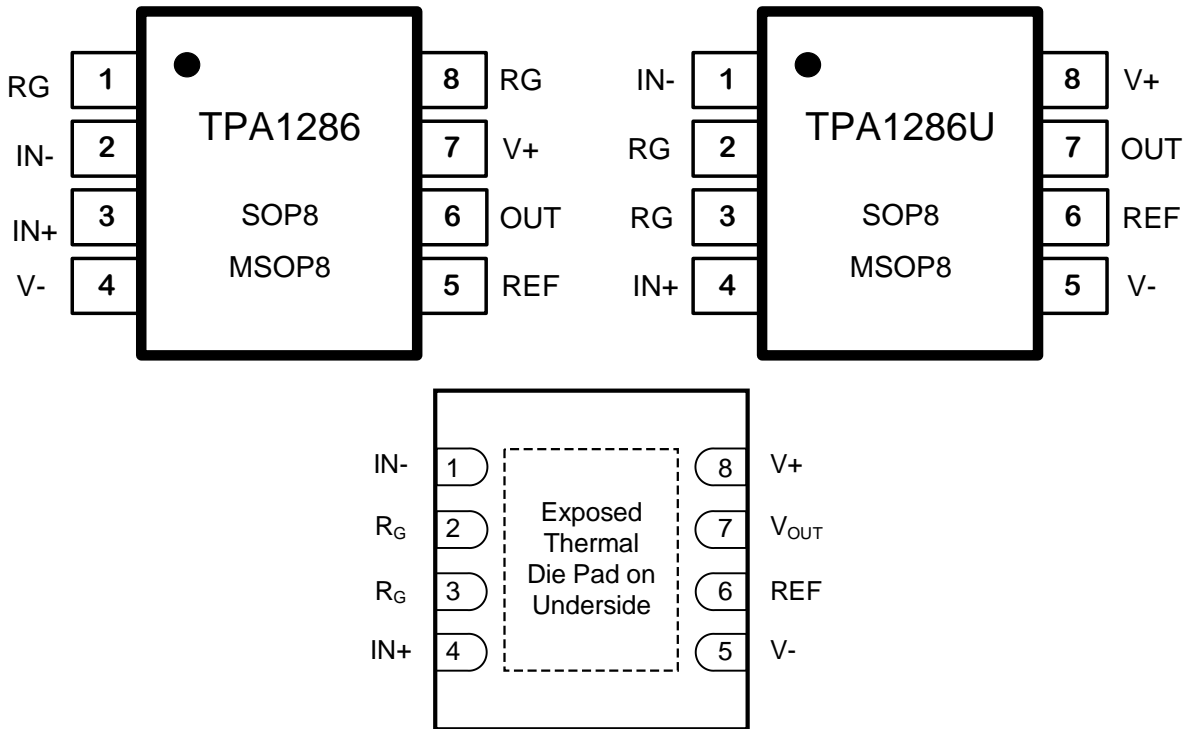 RG 1 8 RG
IN- 2 TPA1286 7 V+
IN+ 3 SOP8 6 OUT
V- 4 MSOP8 5 REF
IN- 1 8 V+
RG 2 TPA1286U 7 OUT
RG 3 SOP8 6 REF
IN+ 4 MSOP8 5 V-
IN- 1 8 V+
RG 2 Exposed 7 VOUT
Thermal
RG 3 Die Pad on 6 REF
Underside
IN+ 4 5 V-